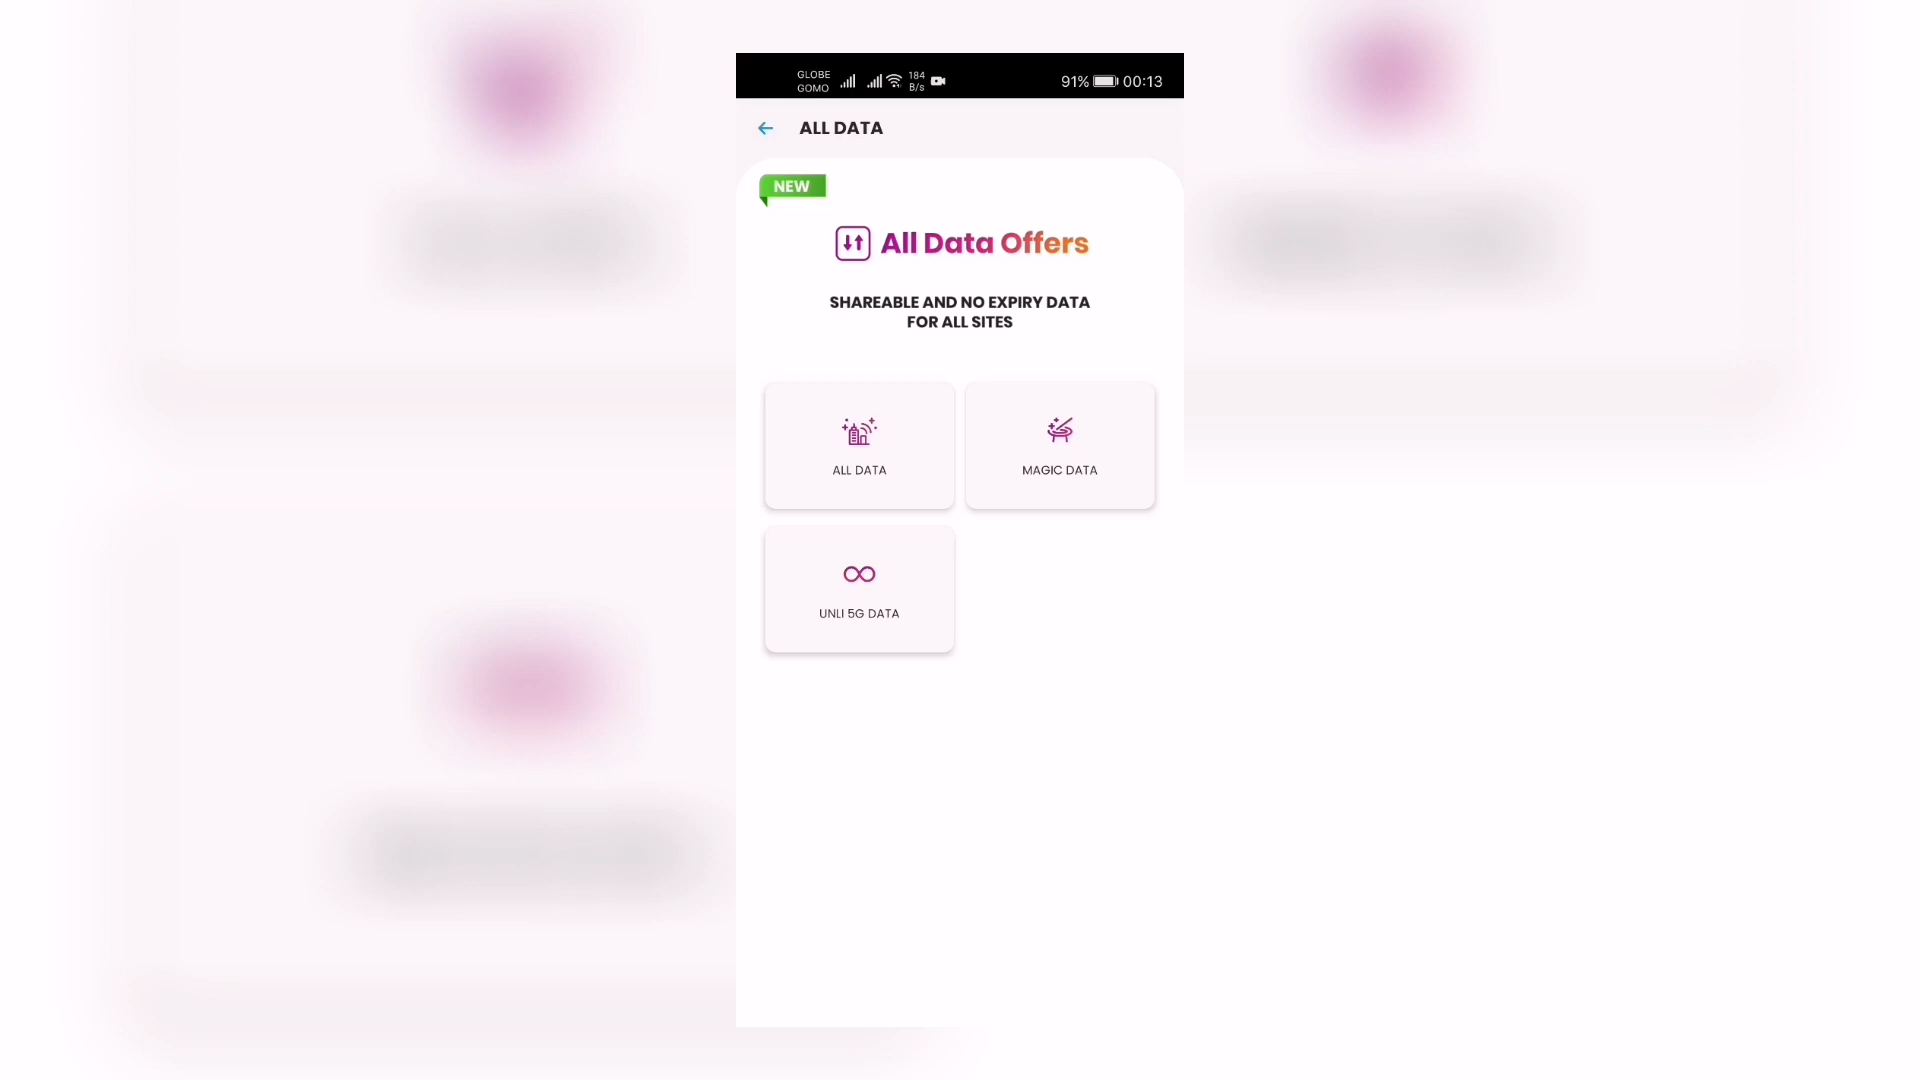 GLOBE
GOMO
184
B/s
91%
00:13
ALL DATA
NEW
All Data Offers
SHAREABLE AND NO EXPIRY DATA
FOR ALL SITES
ALL DATA
MAGIC DATA
UNLI 5G DATA